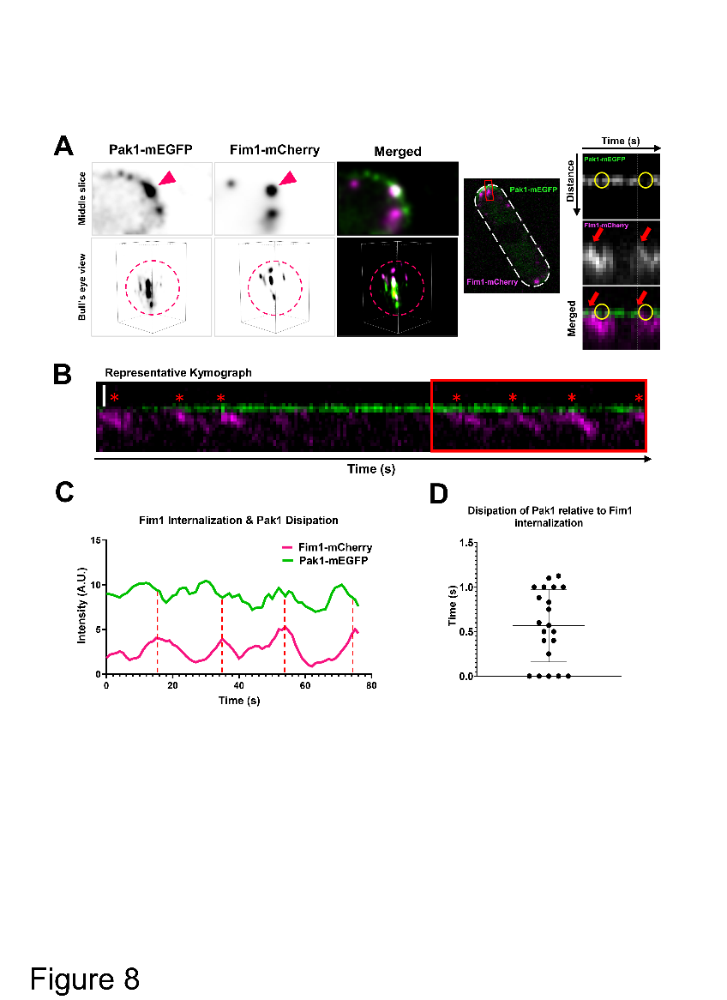 A
Pak1-mEGFP
Fim1-mCherry
Merged
Middle slice
Bull's eye view
Pak1-mEGFP
Fim1-mCherry
Time (s)
Distance
Pak1-mEGFP
Fim1-mCherry
Merged
B
Representative Kymograph
* * * * * * *
Time (s)
C
Fim1 Internalization & Pak1 Disipation
Intensity (A.U.)
15
10
5
0
Fim1-mCherry
Pak1-mEGFP
0 20 40 60 80
Time (s)
D
Disipation of Pak1 relative to Fim1
internalization
Time (s)
1.5
1.0
0.5
0.0
Figure 8